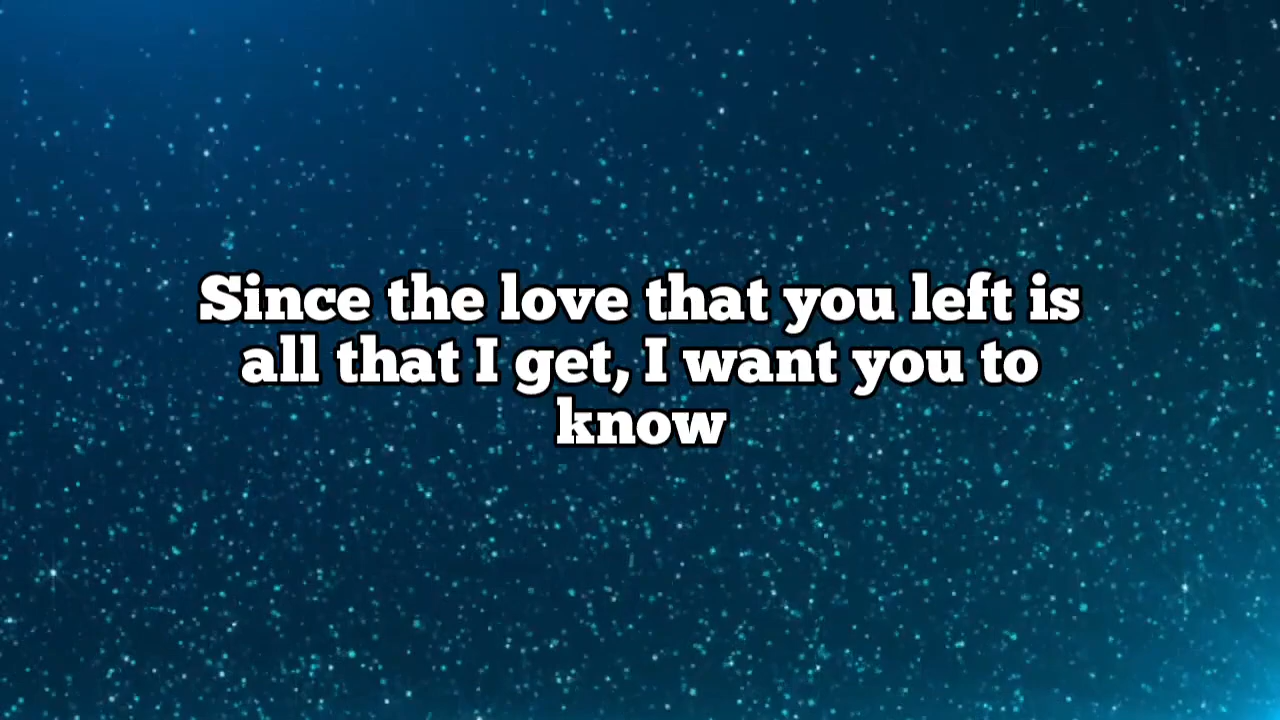 Since the love that you left is
all that I get, I want you to
know